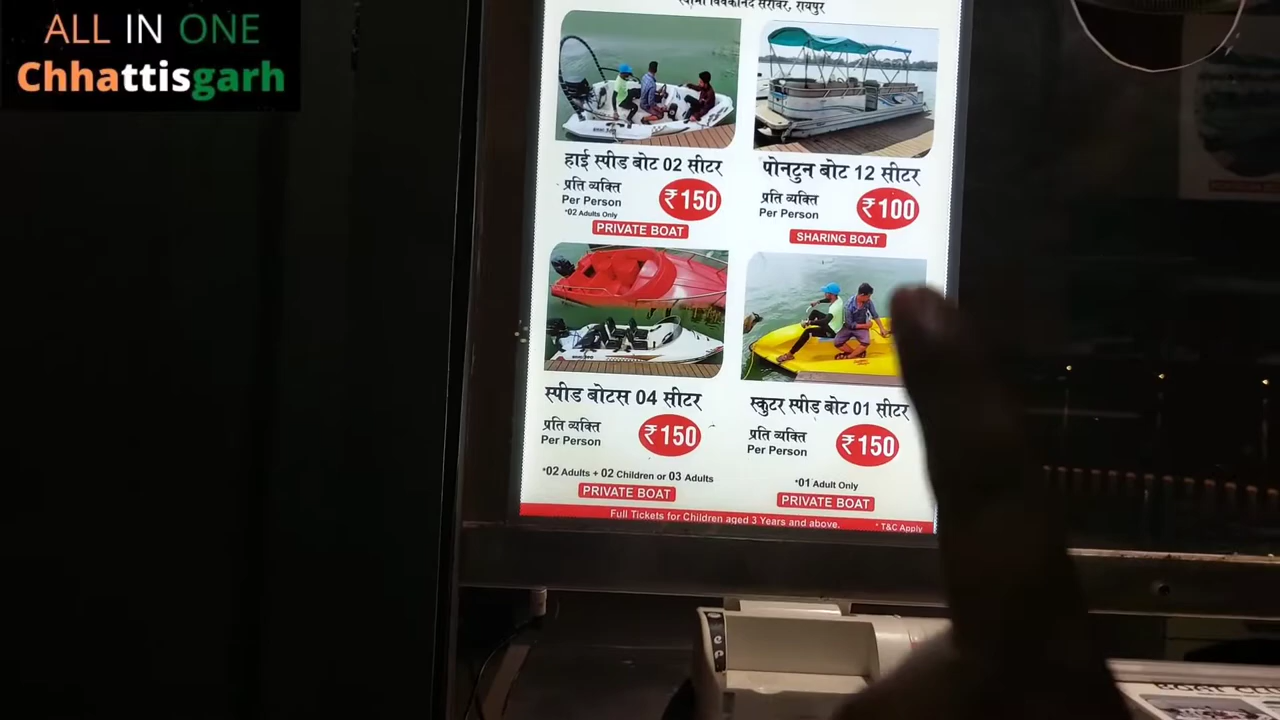 ALL IN ONE
Chhattisgarh
स्वामी विवेकानंद सरोवर, रायपुर
हाई स्पीड बोट 02 सीटर
प्रति व्यक्ति
Per Person
₹150
*02 Adults Only
PRIVATE BOAT
पोनटुन बोट 12 सीटर
प्रति व्यक्ति
Per Person
₹100
SHARING BOAT
स्पीड बोटस 04 सीटर
प्रति व्यक्ति
Per Person
₹150
*02 Adults + 02 Children or 03 Adults
PRIVATE BOAT
स्कुटर स्पीड बोट 01 सीटर
प्रति व्यक्ति
Per Person
₹150
*01 Adult Only
PRIVATE BOAT
Full Tickets for Children aged 3 Years and above.
* T&C Apply